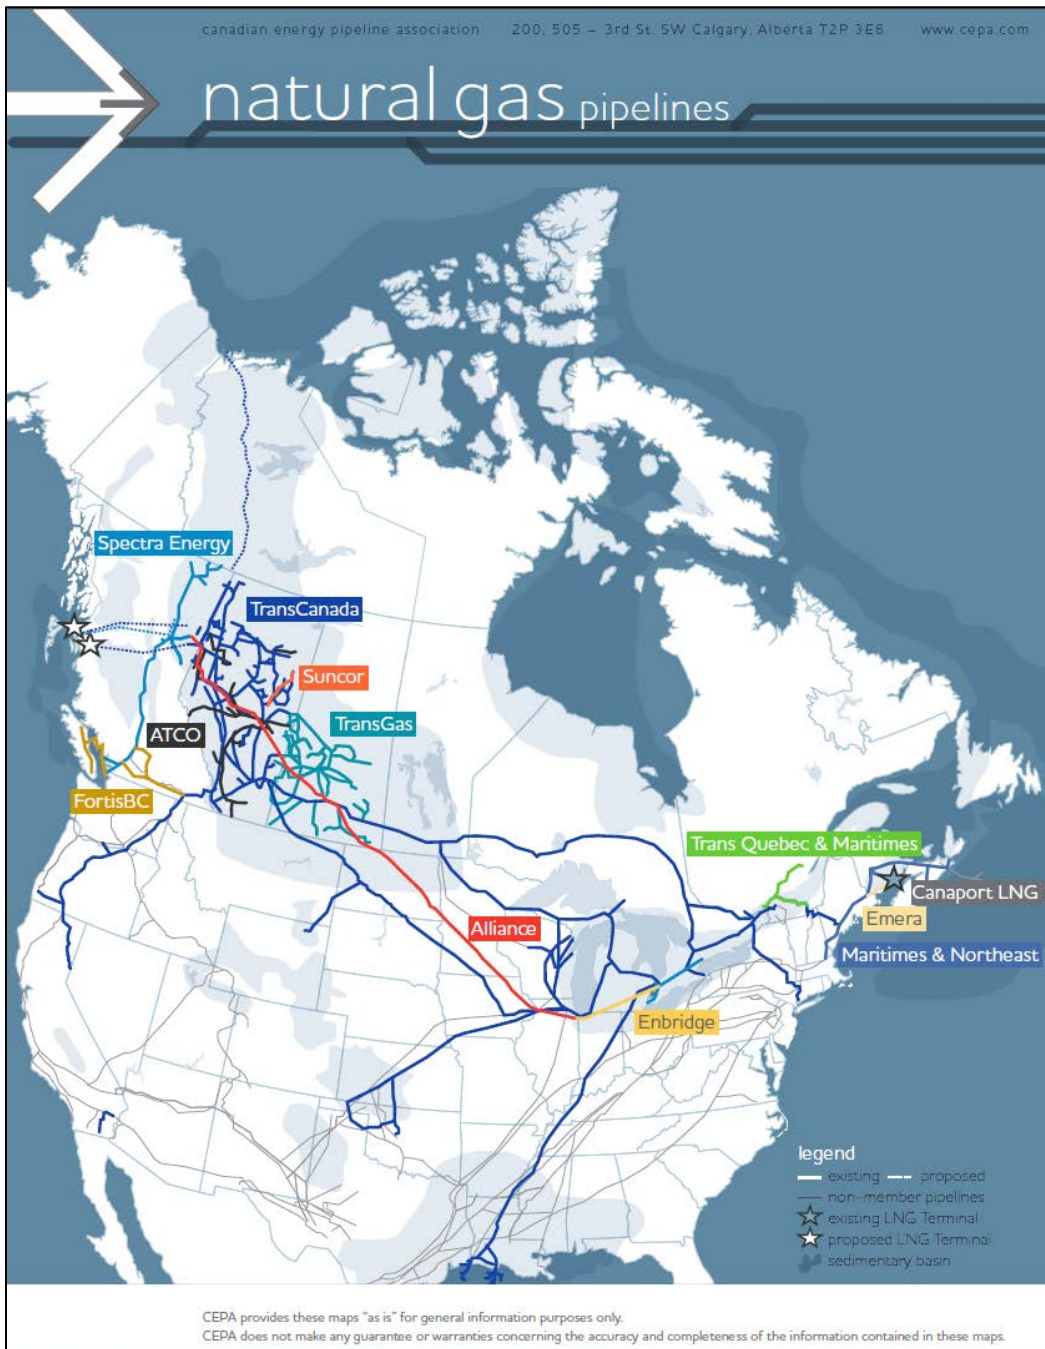 canadian energy pipeline association 200, 505 – 3rd St. SW Calgary, Alberta T2P 3E6 www.cepa.com
natural gas pipelines
Spectra Energy
TransCanada
Suncor
TransGas
ATCO
FortisBC
Trans Quebec & Maritimes
Canaport LNG
Emera
Alliance
Maritimes & Northeast
Enbridge
legend
existing proposed
non-member pipelines
existing LNG Terminal
proposed LNG Terminal
sedimentary basin
CEPA provides these maps "as is" for general information purposes only.
CEPA does not make any guarantee or warranties concerning the accuracy and completeness of the information contained in these maps.